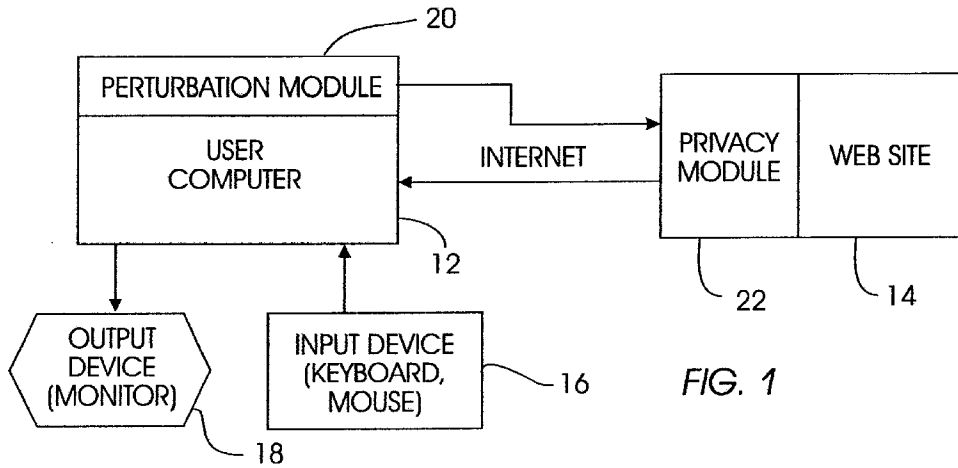 20
PERTURBATION MODULE
USER
COMPUTER
INTERNET
PRIVACY
MODULE
WEB SITE
12
22
14
OUTPUT
DEVICE
(MONITOR)
18
INPUT DEVICE
(KEYBOARD,
MOUSE)
16
FIG. 1